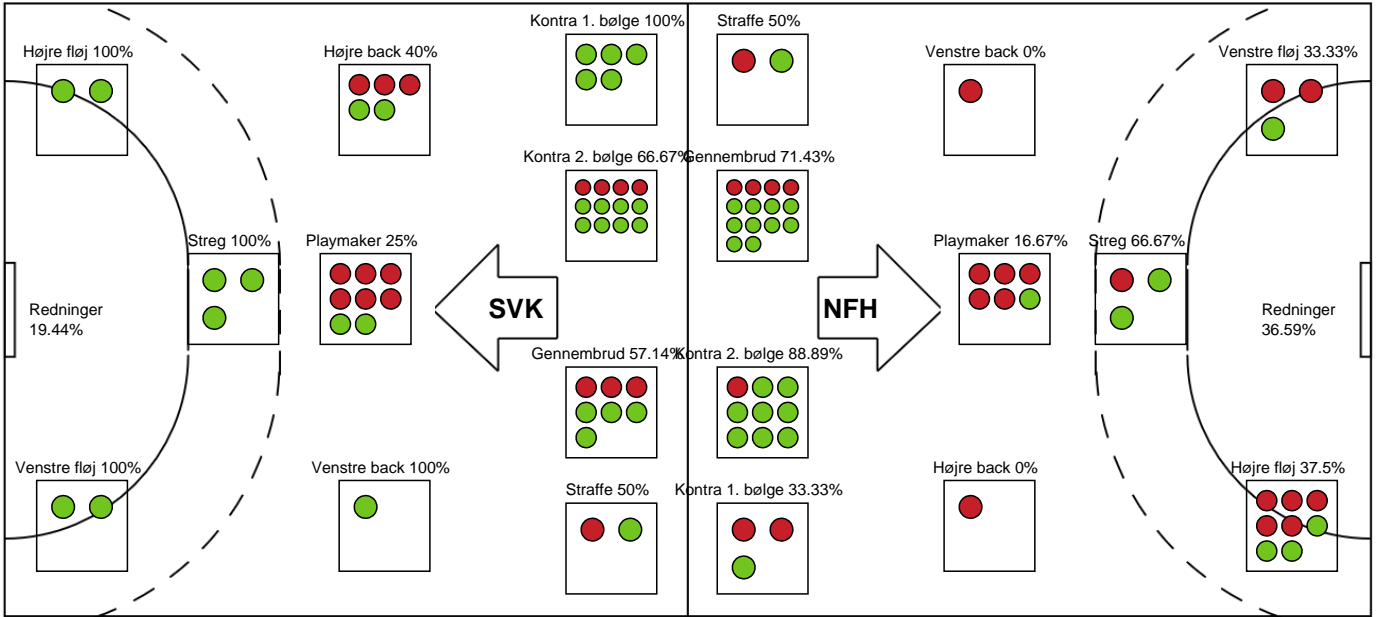 Kontra 1. bølge 100%
Straffe 50%
Højre fløj 100%
Højre back 40%
Venstre back 0%
Venstre fløj 33.33%
Kontra 2. bølge 66.67%
Gennembrud 71.43%
Streg 100%
Playmaker 25%
Playmaker 16.67%
Streg 66.67%
Redninger
19.44%
SVK
NFH
Redninger
36.59%
Gennembrud 57.14%
Kontra 2. bølge 88.89%
Venstre fløj 100%
Venstre back 100%
Straffe 50%
Kontra 1. bølge 33.33%
Højre back 0%
Højre fløj 37.5%